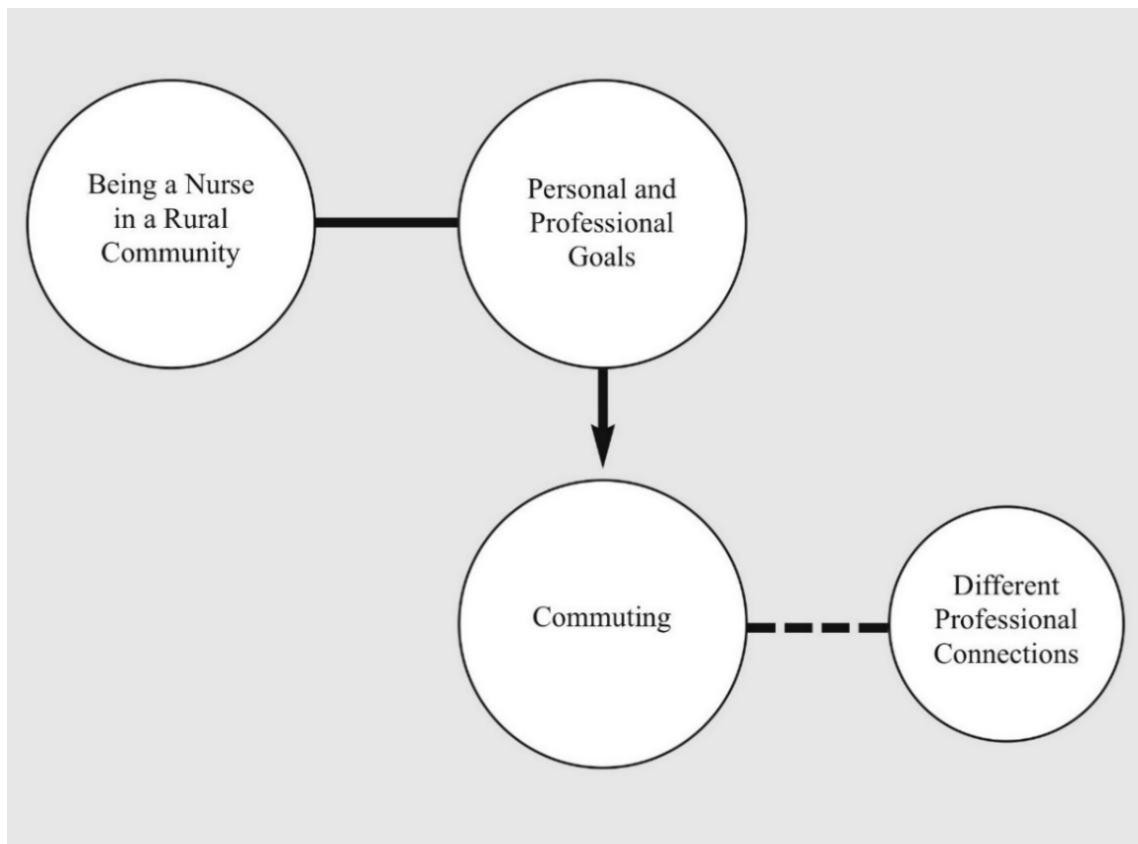 Being a Nurse
in a Rural
Community
Personal and
Professional
Goals
Commuting
Different
Professional
Connections